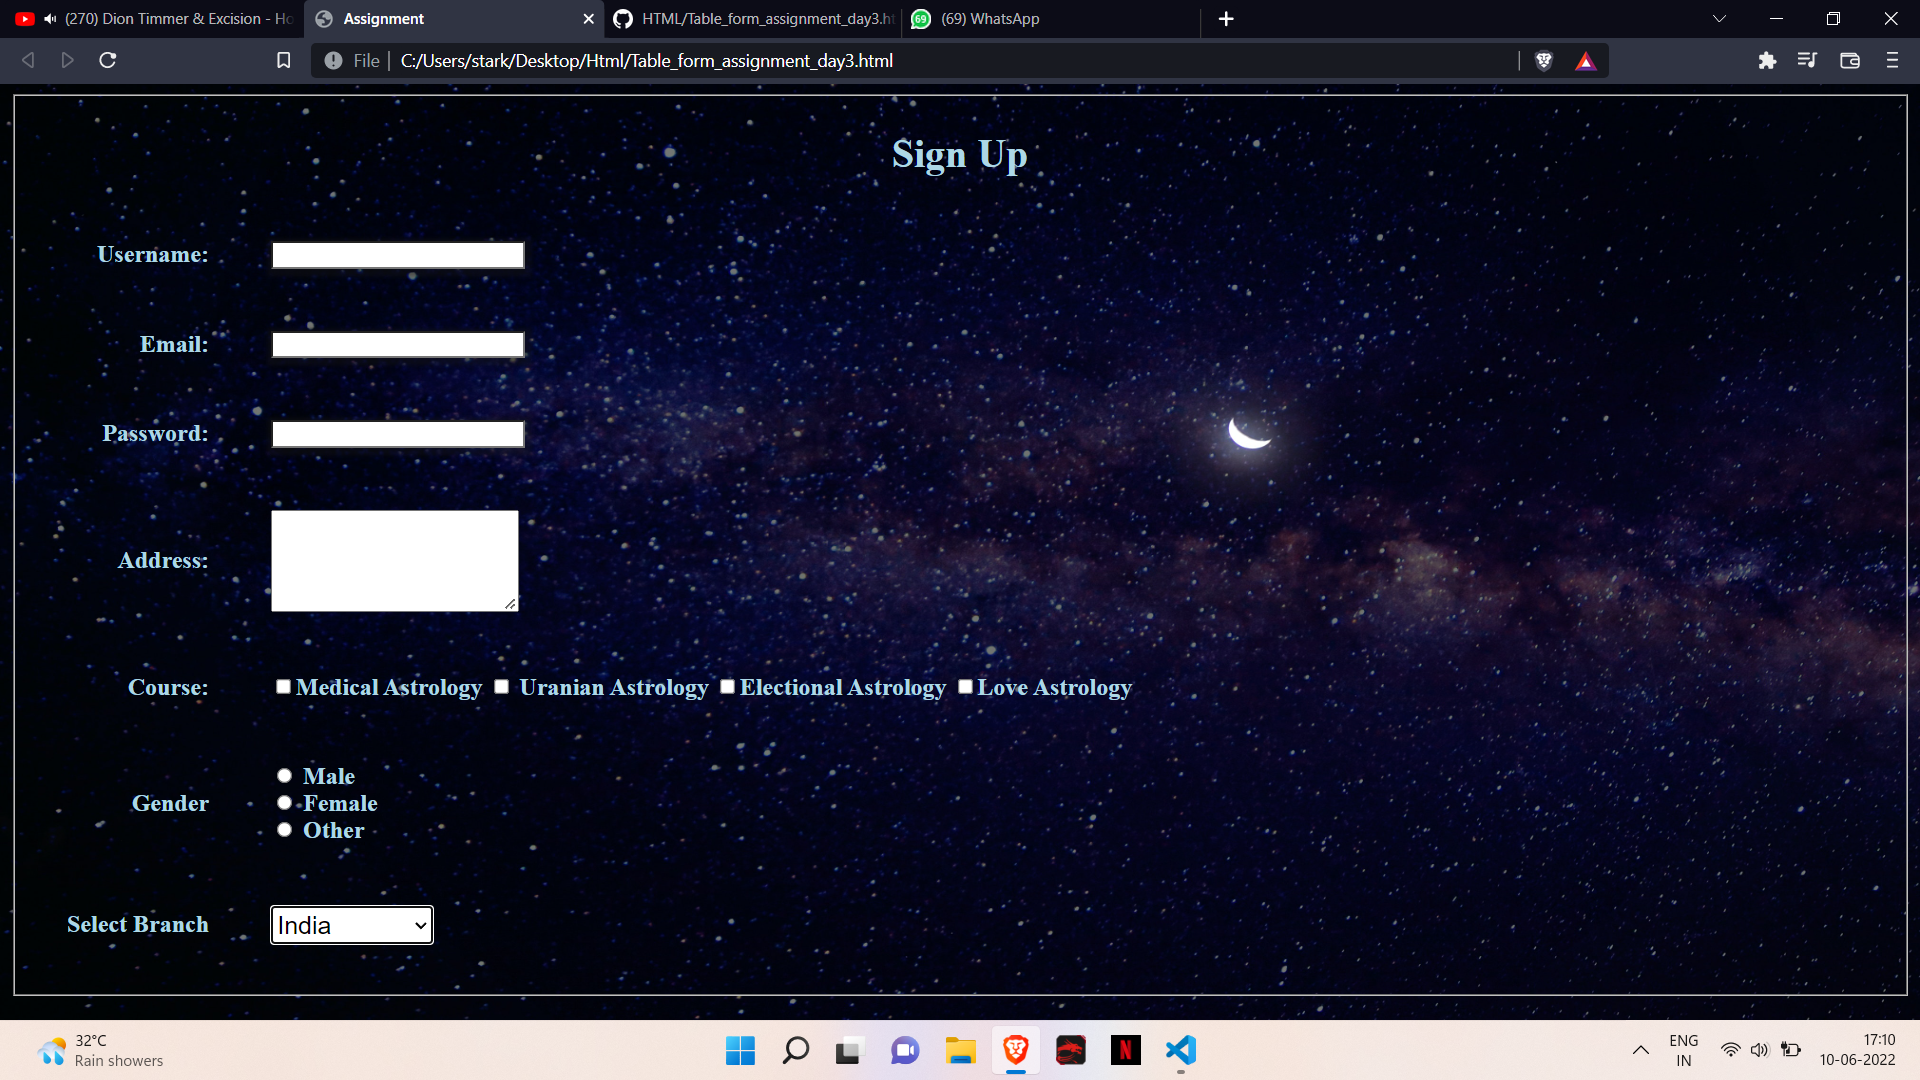 (270) Dion Timmer & Excision - Ho
Assignment
HTML/Table_form_assignment_day3.ht
69
(69) WhatsApp
File
C:/Users/stark/Desktop/Html/Table_form_assignment_day3.html
Sign Up
Username:
Email:
Password:
Address:
Course: Medical Astrology Uranian Astrology Electional Astrology Love Astrology
Male
Gender Female
Other
Select Branch India
32°C
Rain showers
N
ENG
IN
17:10
10-06-2022